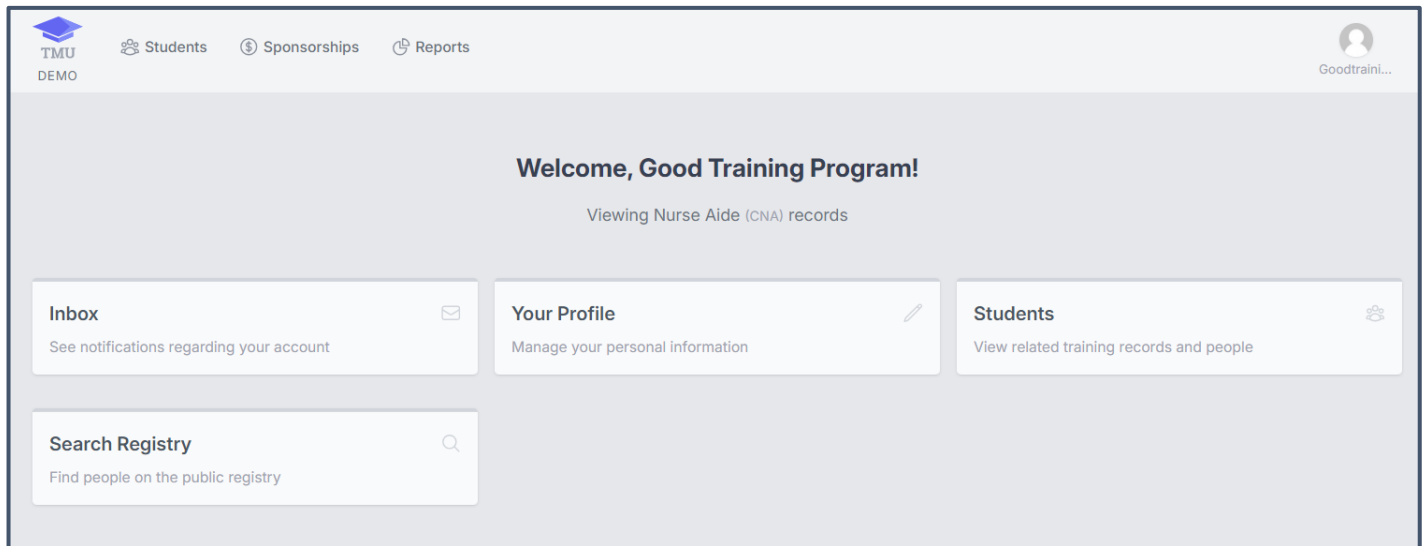 TMU
DEMO
Students
Sponsorships
Reports
Goodtraini...
Welcome, Good Training Program!
Viewing Nurse Aide (CNA) records
Inbox
See notifications regarding your account
Your Profile
Manage your personal information
Students
View related training records and people
Search Registry
Find people on the public registry